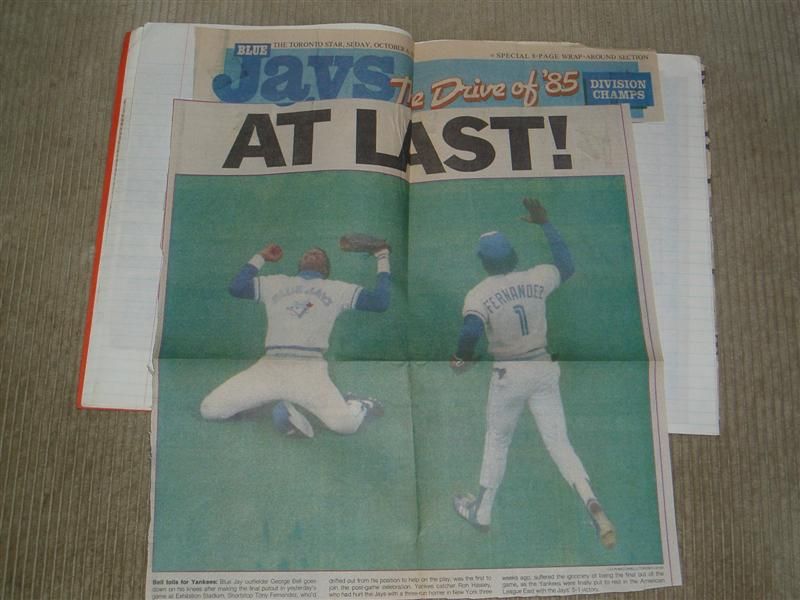 BLUE THE TORONTO STAR, SEDAY, OCTOBER 6, • SPECIAL 8-PAGE WRAP-AROUND SECTION
Jays The Drive of '85 DIVISION CHAMPS
AT LAST!
BLUE JAYS
FERNANDEZ
1
Bell tolls for Yankees: Blue Jay outfielder George Bell goes
down on his knees after making the final putout in yesterday's
game at Exhibition Stadium. Shortstop Tony Fernandez, who'd
drifted out from his position to help on the play, was the first to
join the post-game celebration. Yankee catcher Ron Hassey,
who had hurt the Jays with a three-run homer in New York three
weeks ago, suffered the ignominy of being the final out of the
game, as the Yankees were finally put to rest in the American
League East with the Jays' 5-1 victory.